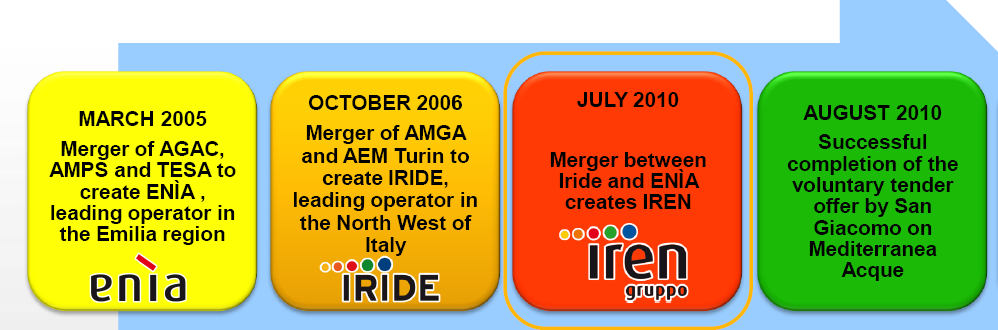 MARCH 2005
Merger of AGAC,
AMPS and TESA to
create ENÌA ,
leading operator in
the Emilia region
enìa
OCTOBER 2006
Merger of AMGA
and AEM Turin to
create IRIDE,
leading operator in
the North West of
Italy
IRIDE
JULY 2010
Merger between
Iride and ENÌA
creates IREN
iren
gruppo
AUGUST 2010
Successful
completion of the
voluntary tender
offer by San
Giacomo on
Mediterranea
Acque